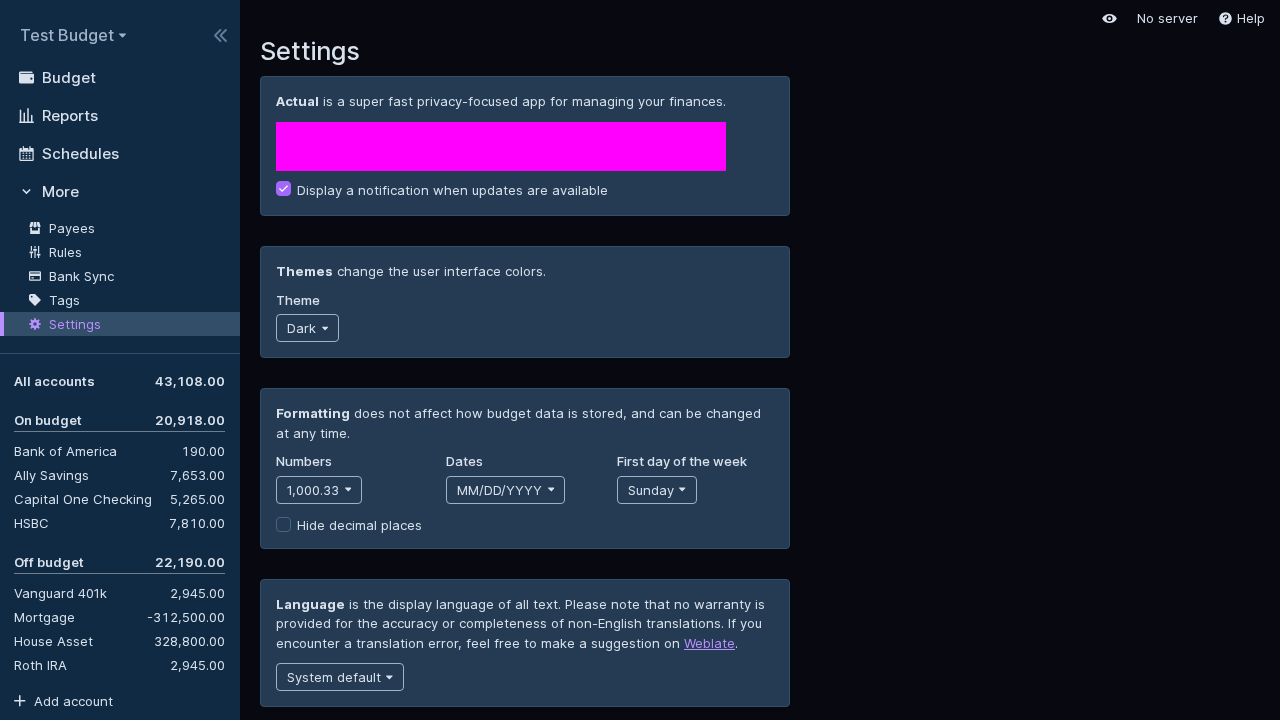 Test Budget
Budget
Reports
Schedules
More
Payees
Rules
Bank Sync
Tags
Settings
All accounts 43,108.00
On budget 20,918.00
Bank of America 190.00
Ally Savings 7,653.00
Capital One Checking 5,265.00
HSBC 7,810.00
Off budget 22,190.00
Vanguard 401k 2,945.00
Mortgage -312,500.00
House Asset 328,800.00
Roth IRA 2,945.00
Add account
No server Help
Settings
Actual is a super fast privacy-focused app for managing your finances.
Display a notification when updates are available
Themes change the user interface colors.
Theme
Dark
Formatting does not affect how budget data is stored, and can be changed
at any time.
Numbers Dates First day of the week
1,000.33 MM/DD/YYYY Sunday
Hide decimal places
Language is the display language of all text. Please note that no warranty is
provided for the accuracy or completeness of non-English translations. If you
encounter a translation error, feel free to make a suggestion on Weblate.
System default